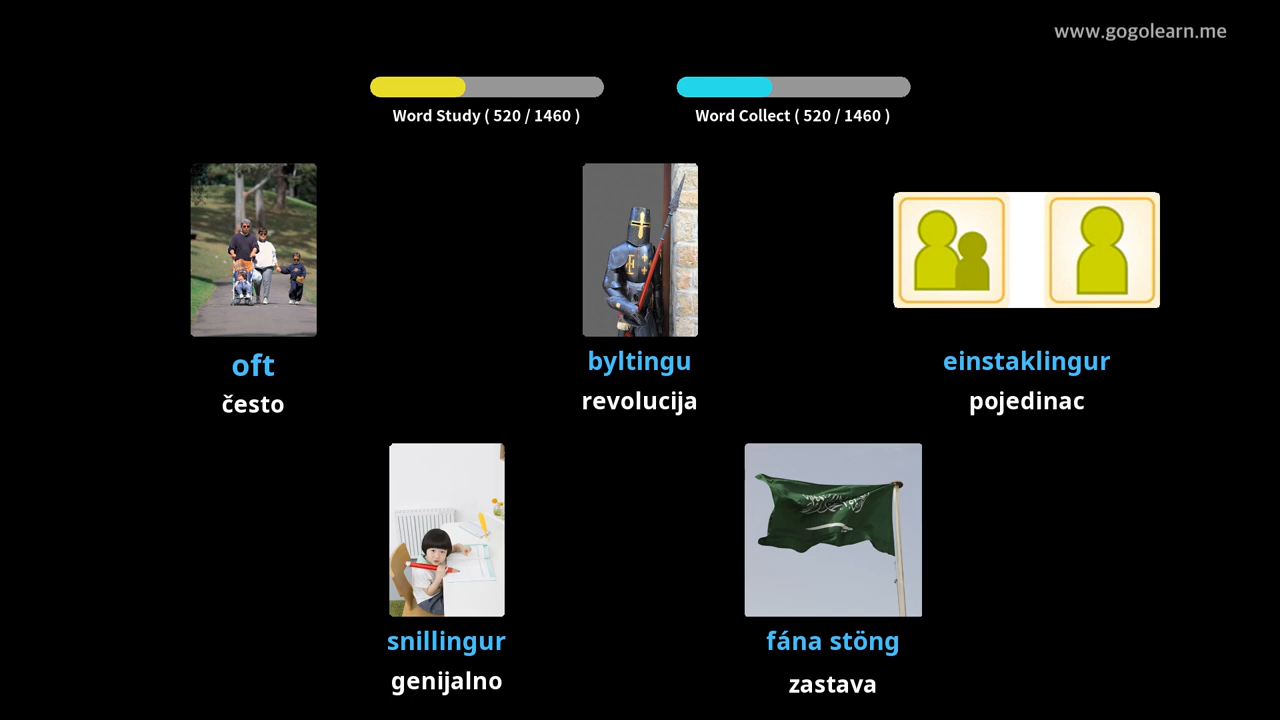 www.gogolearn.me
Word Study ( 520 / 1460 )
Word Collect ( 520 / 1460 )
oft
često
byltingu
revolucija
einstaklingur
pojedinac
snillingur
genijalno
fána stöng
zastava